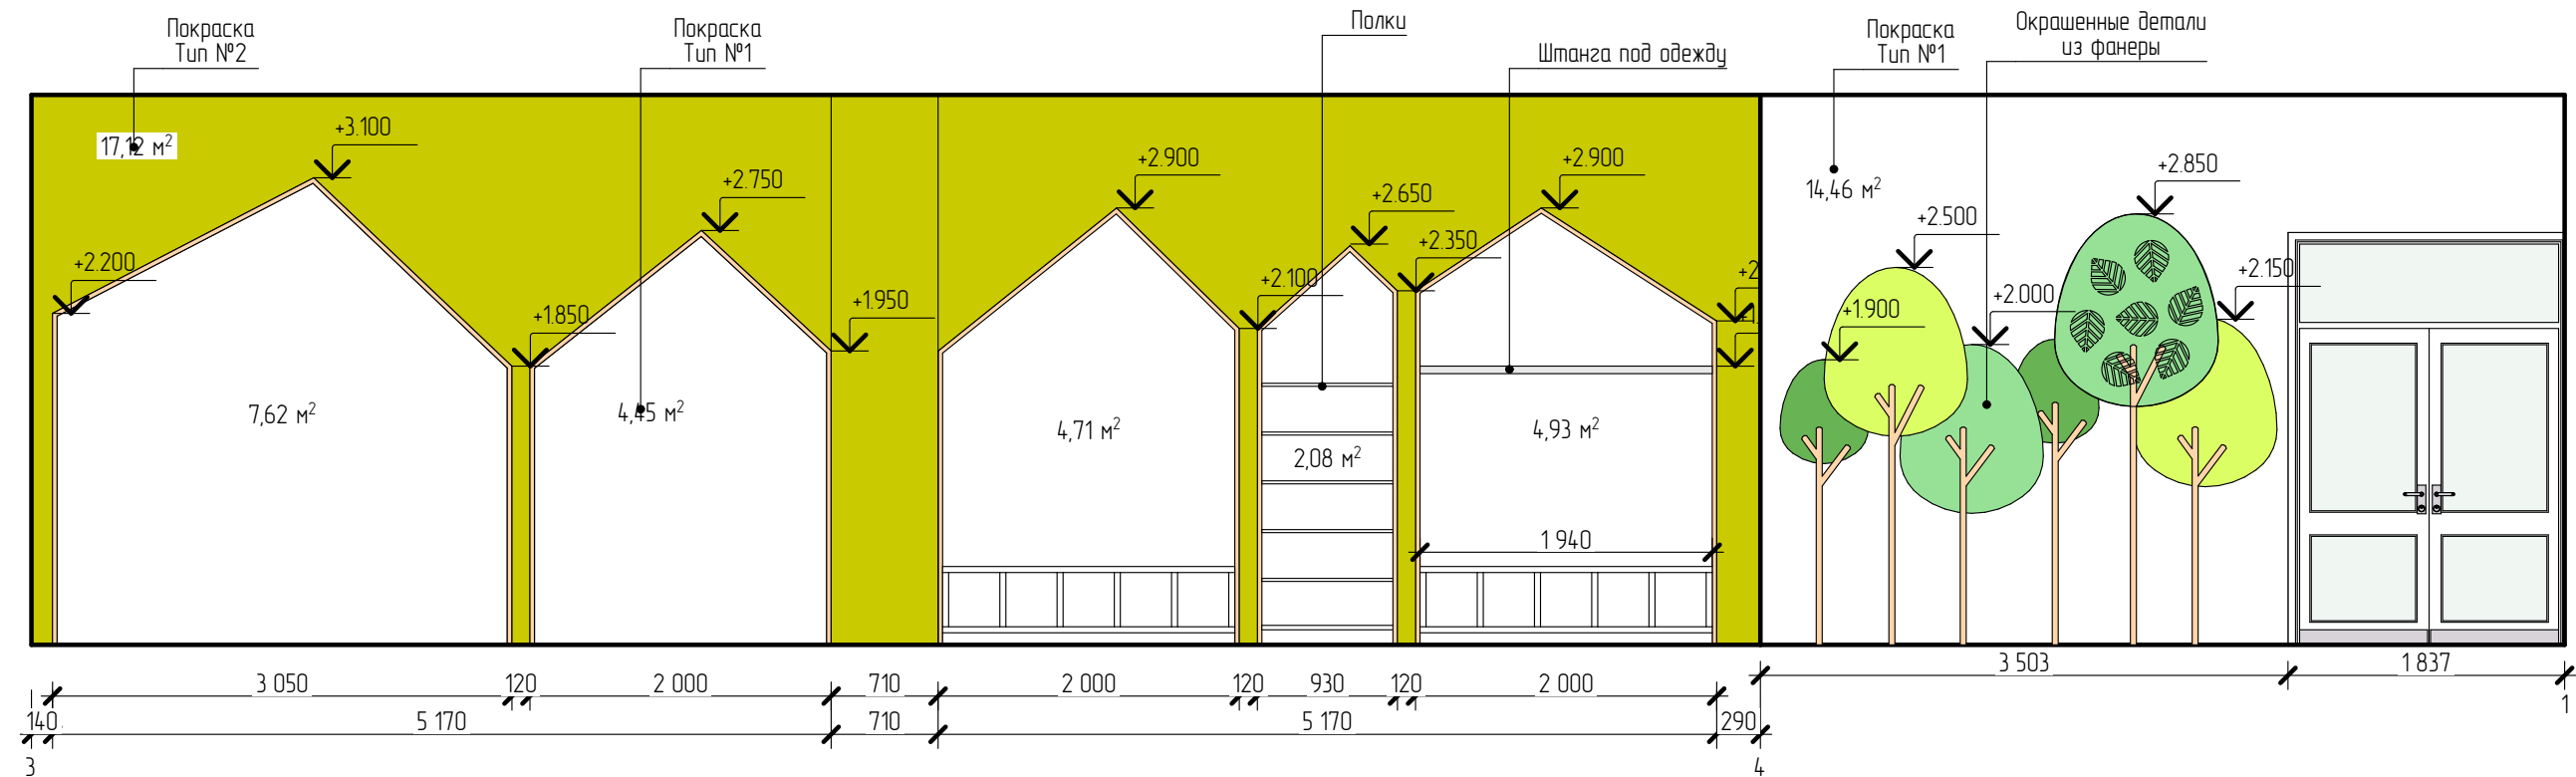 Покраска
Тип №2
Покраска
Тип №1
Полки
Штанга под одежду
Покраска
Тип №1
Окрашенные детали
из фанеры
17,12 м²
+3.100
+2.750
+2.900
+2.650
+2.900
+2.850
14,46 м²
+2.500
+2.200
+2.100
+2.350
+2.150
+1.850
+1.950
+1.900
+2.000
7,62 м²
4,45 м²
4,71 м²
2,08 м²
4,93 м²
1 940
3 503
1 837
3 050
120
2 000
710
2 000
120
930
120
2 000
140
5 170
710
5 170
290
3
4
1